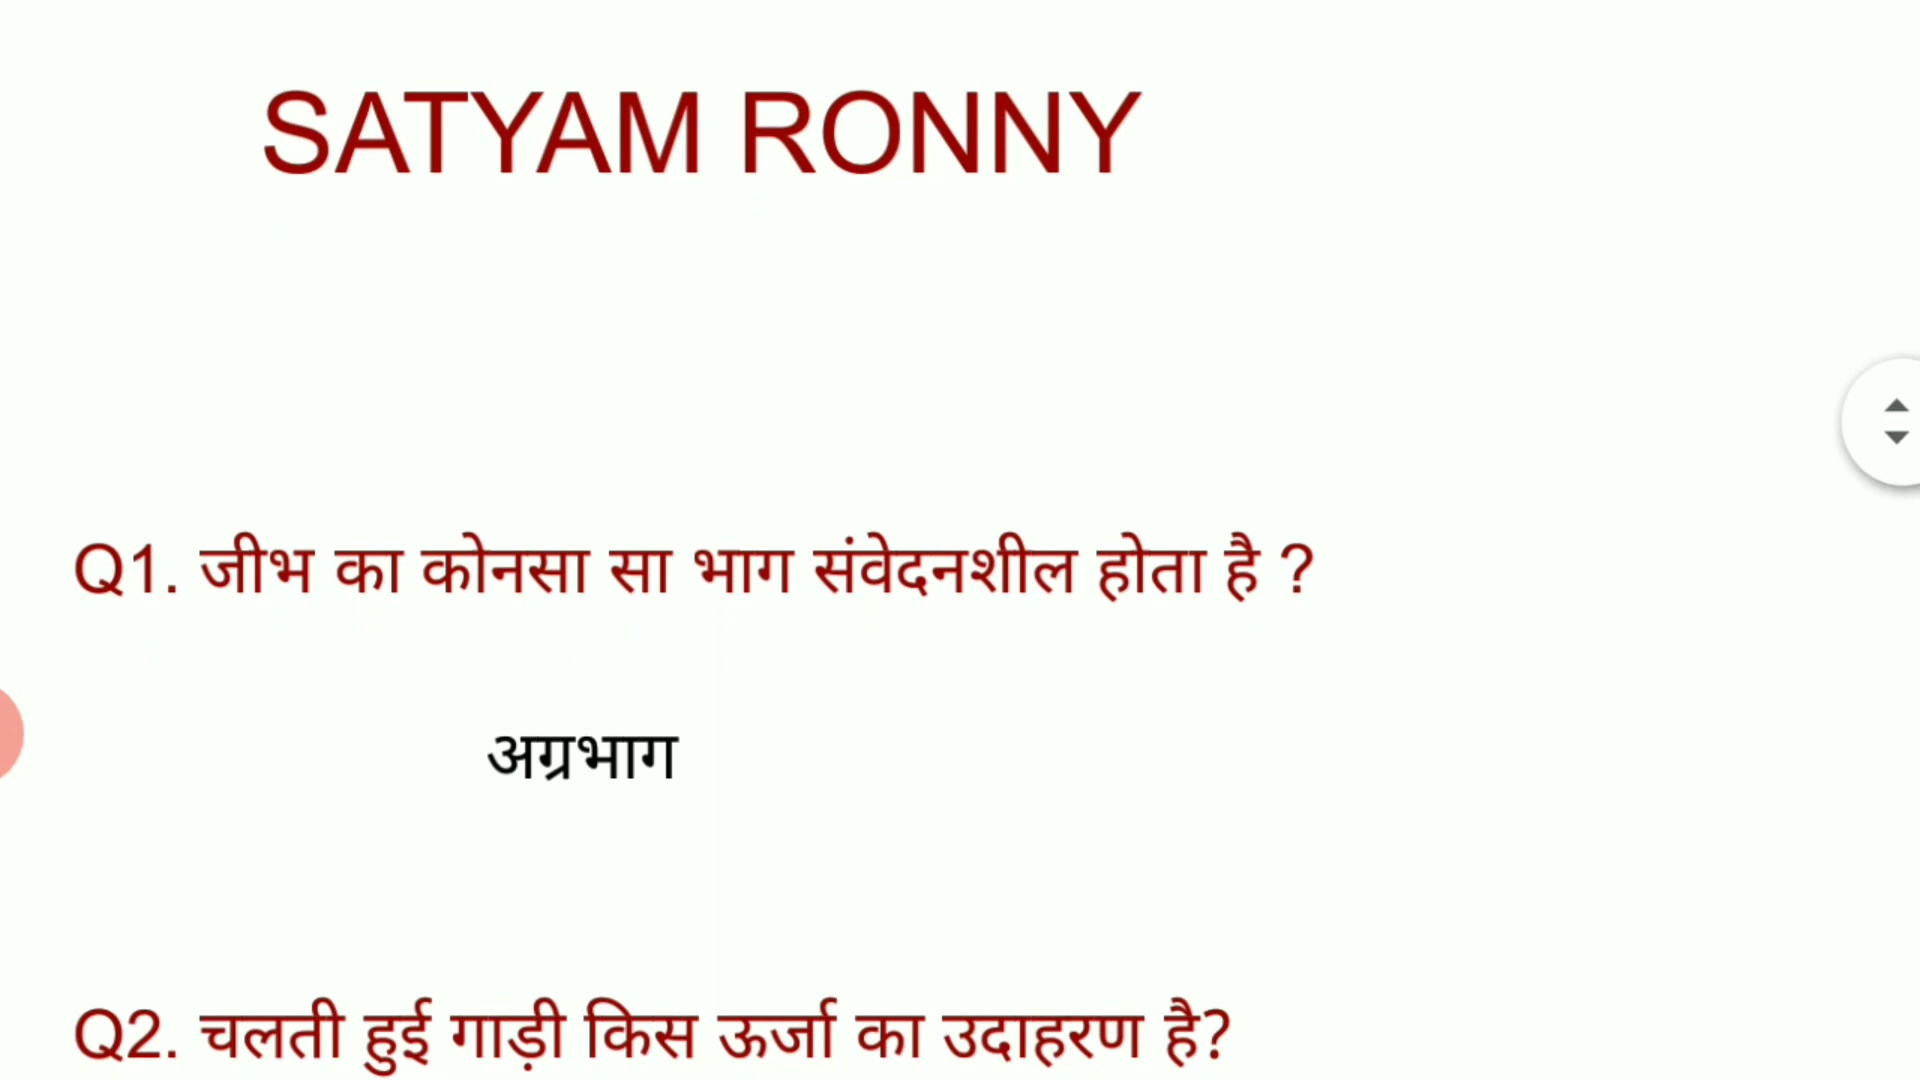 SATYAM RONNY
Q1. जीभ का कोनसा सा भाग संवेदनशील होता है ?
अग्रभाग
Q2. चलती हुई गाड़ी किस ऊर्जा का उदाहरण है?